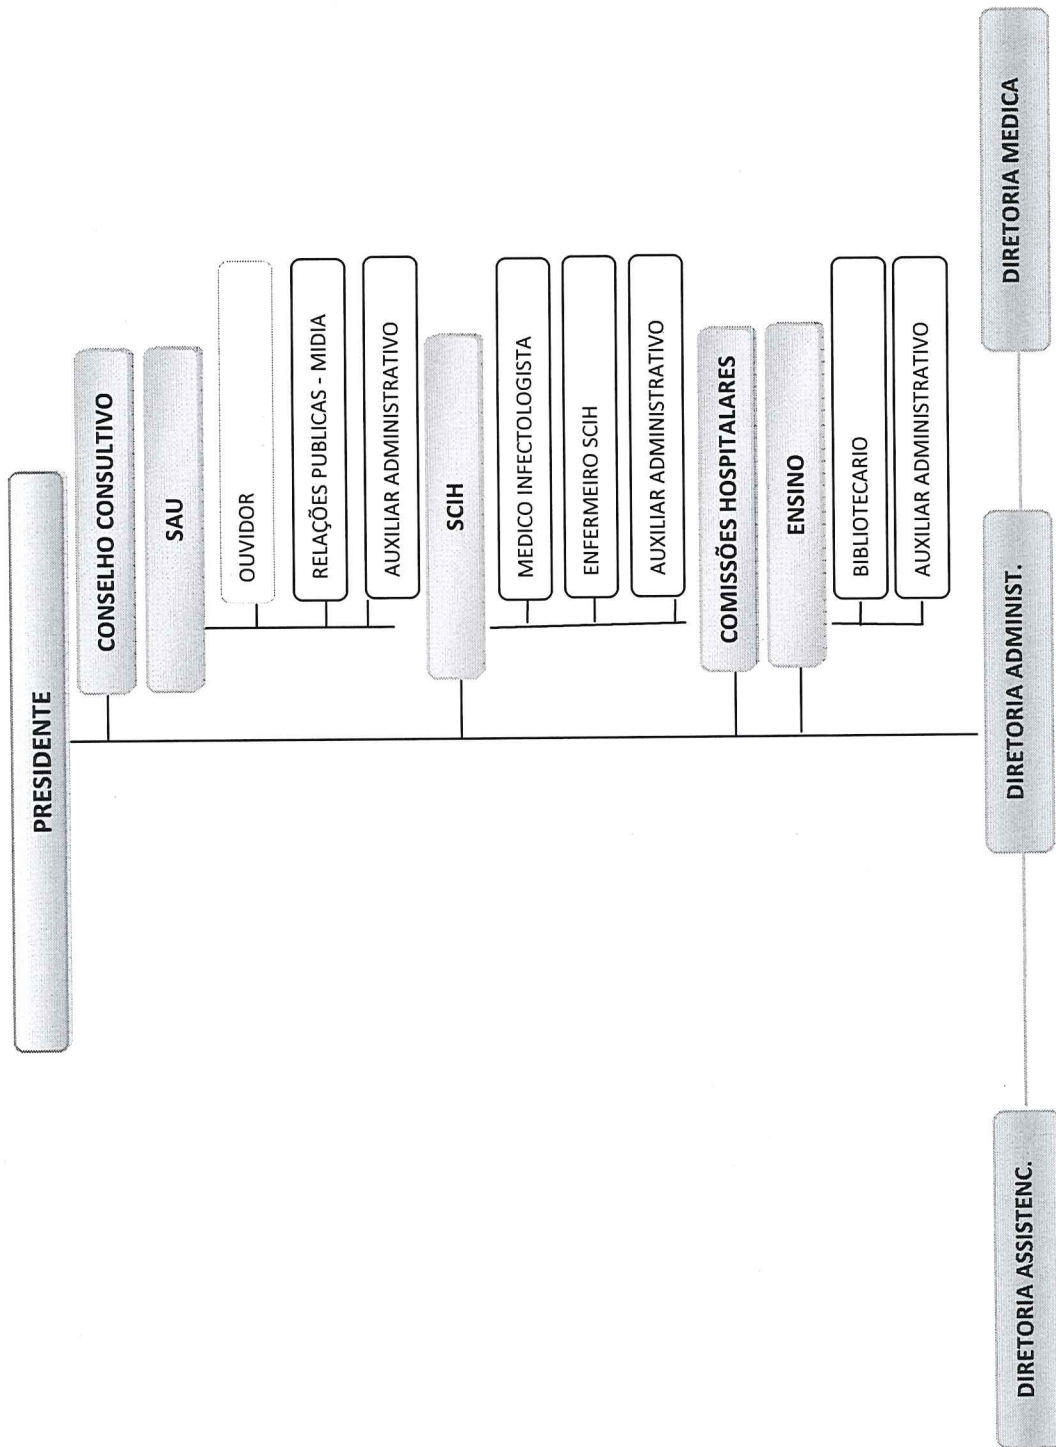 PRESIDENTE
CONSELHO CONSULTIVO
SAU
OUVIDOR
RELAÇÕES PUBLICAS - MIDIA
AUXILIAR ADMINISTRATIVO
SCIH
MEDICO INFECTOLOGISTA
ENFERMEIRO SCIH
AUXILIAR ADMINISTRATIVO
COMISSÕES HOSPITALARES
ENSINO
BIBLIOTECARIO
AUXILIAR ADMINISTRATIVO
DIRETORIA ASSISTENC.
DIRETORIA ADMINIST.
DIRETORIA MEDICA